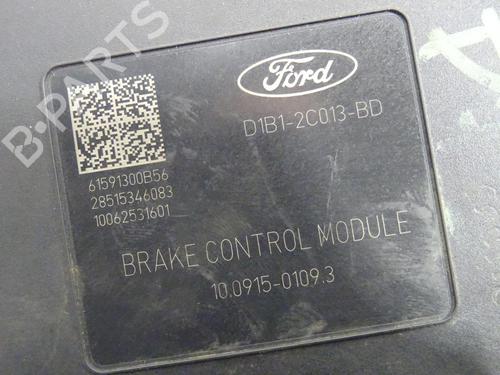 B-PARTS
Ford
D1B1-2C013-BD
61591300B56
28515346083
10062531601
BRAKE CONTROL MODULE
10.0915-0109.3